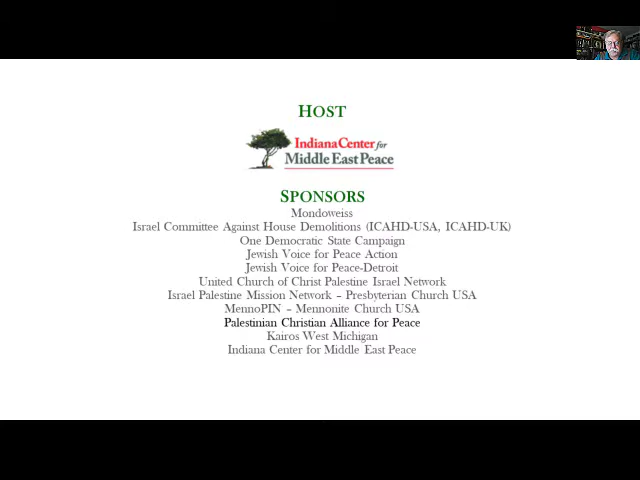 HOST
Indiana Center for
Middle East Peace
SPONSORS
Mondoweiss
Israel Committee Against House Demolitions (ICAHD-USA, ICAHD-UK)
One Democratic State Campaign
Jewish Voice for Peace Action
Jewish Voice for Peace-Detroit
United Church of Christ Palestine Israel Network
Israel Palestine Mission Network – Presbyterian Church USA
MennoPIN – Mennonite Church USA
Palestinian Christian Alliance for Peace
Kairos West Michigan
Indiana Center for Middle East Peace